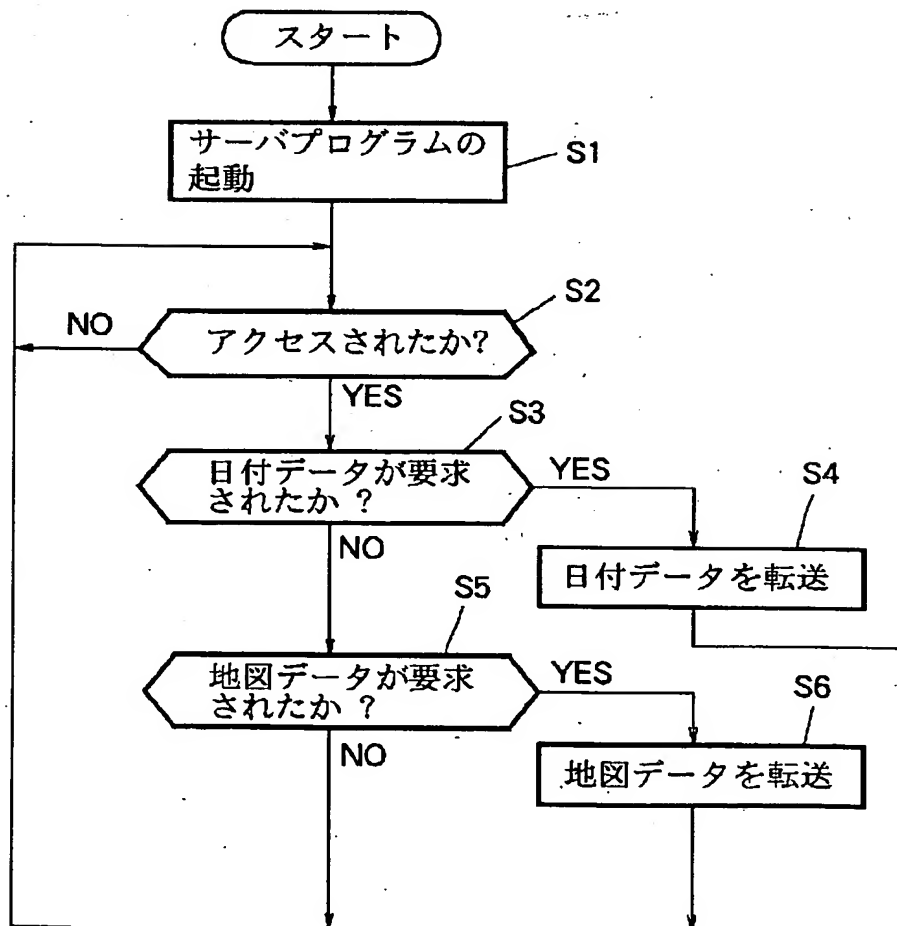 スタート
サーバプログラムの
起動
S1
S2
NO
アクセスされたか?
YES
S3
日付データが要求
されたか ?
YES
S4
NO
日付データを転送
S5
地図データが要求
されたか ?
YES
S6
NO
地図データを転送